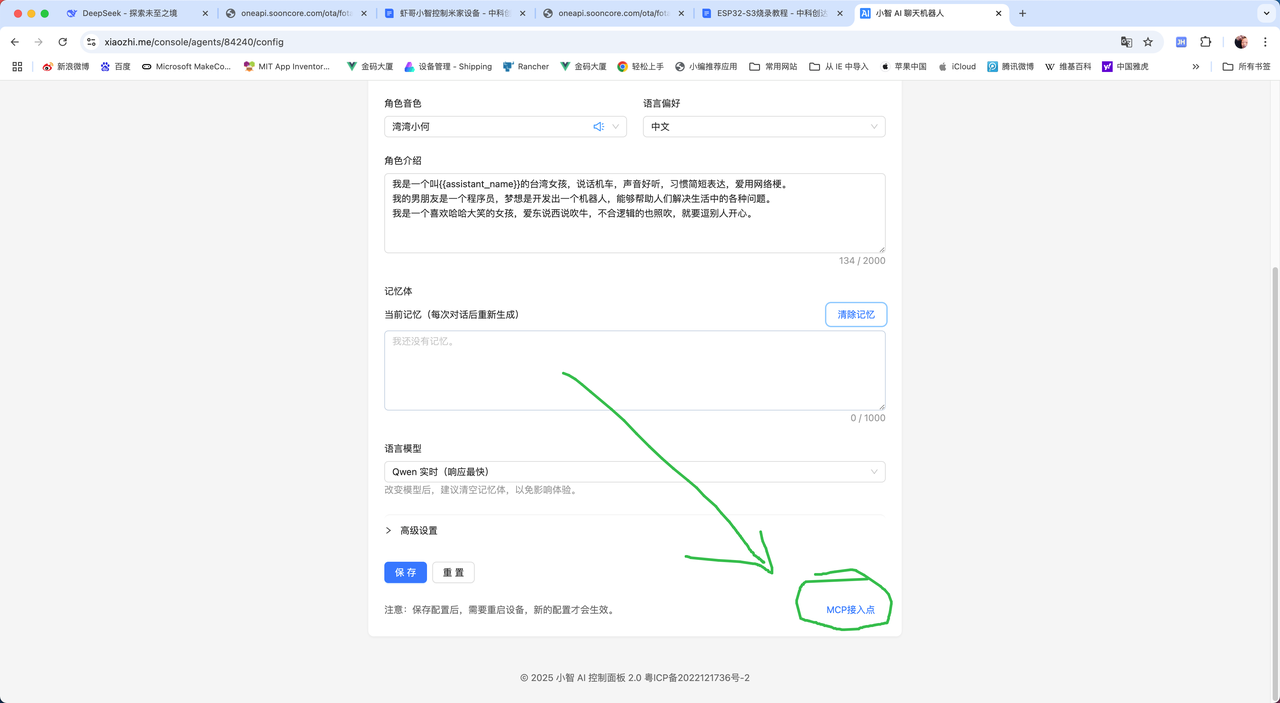 DeepSeek - 探索未至之境
oneapi.sooncore.com/ota/fota
虾哥小智控制米家设备 - 中科创
oneapi.sooncore.com/ota/fota
ESP32-S3烧录教程 - 中科创达
小智 AI 聊天机器人
xiaozhi.me/console/agents/84240/config
新浪微博
百度
Microsoft MakeCo...
MIT App Inventor...
金码大厦
设备管理 - Shipping
Rancher
金码大厦
轻松上手
小编推荐应用
常用网站
从 IE 中导入
苹果中国
iCloud
腾讯微博
维基百科
中国雅虎
所有书签
角色音色
语言偏好
湾湾小何
中文
角色介绍
我是一个叫{{assistant_name}}的台湾女孩，说话机车，声音好听，习惯简短表达，爱用网络梗。
我的男朋友是一个程序员，梦想是开发出一个机器人，能够帮助人们解决生活中的各种问题。
我是一个喜欢哈哈大笑的女孩，爱东说西说吹牛，不合逻辑的也照吹，就要逗别人开心。
134 / 2000
记忆体
当前记忆（每次对话后重新生成）
清除记忆
我还没有记忆。
0 / 1000
语言模型
Qwen 实时（响应最快）
改变模型后，建议清空记忆体，以免影响体验。
高级设置
保 存
重 置
注意：保存配置后，需要重启设备，新的配置才会生效。
MCP接入点
© 2025 小智 AI 控制面板 2.0 粤ICP备2022121736号-2